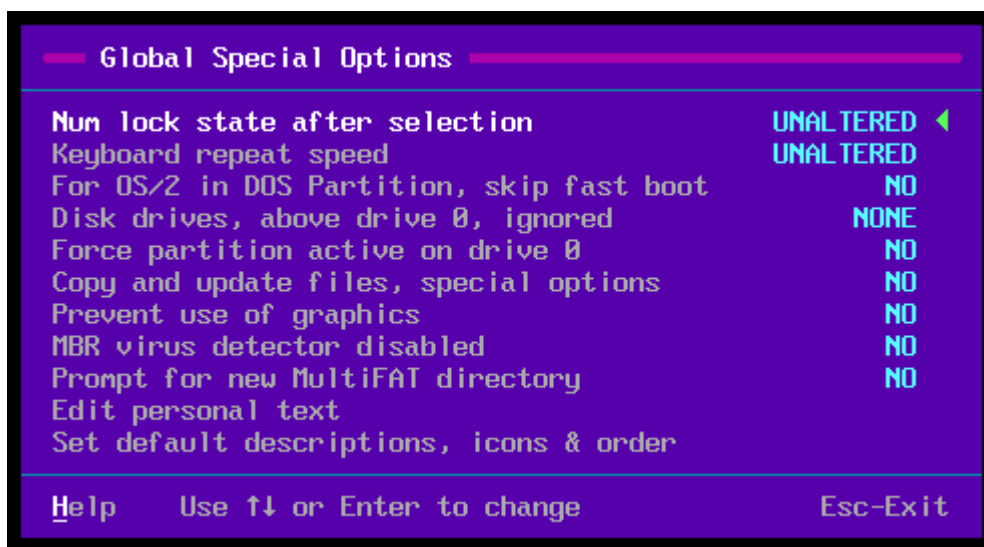 Global Special Options
Num lock state after selection UNALTERED
Keyboard repeat speed UNALTERED
For OS/2 in DOS Partition, skip fast boot NO
Disk drives, above drive 0, ignored NONE
Force partition active on drive 0 NO
Copy and update files, special options NO
Prevent use of graphics NO
MBR virus detector disabled NO
Prompt for new MultiFAT directory NO
Edit personal text
Set default descriptions, icons & order
Help Use ↑↓ or Enter to change Esc-Exit